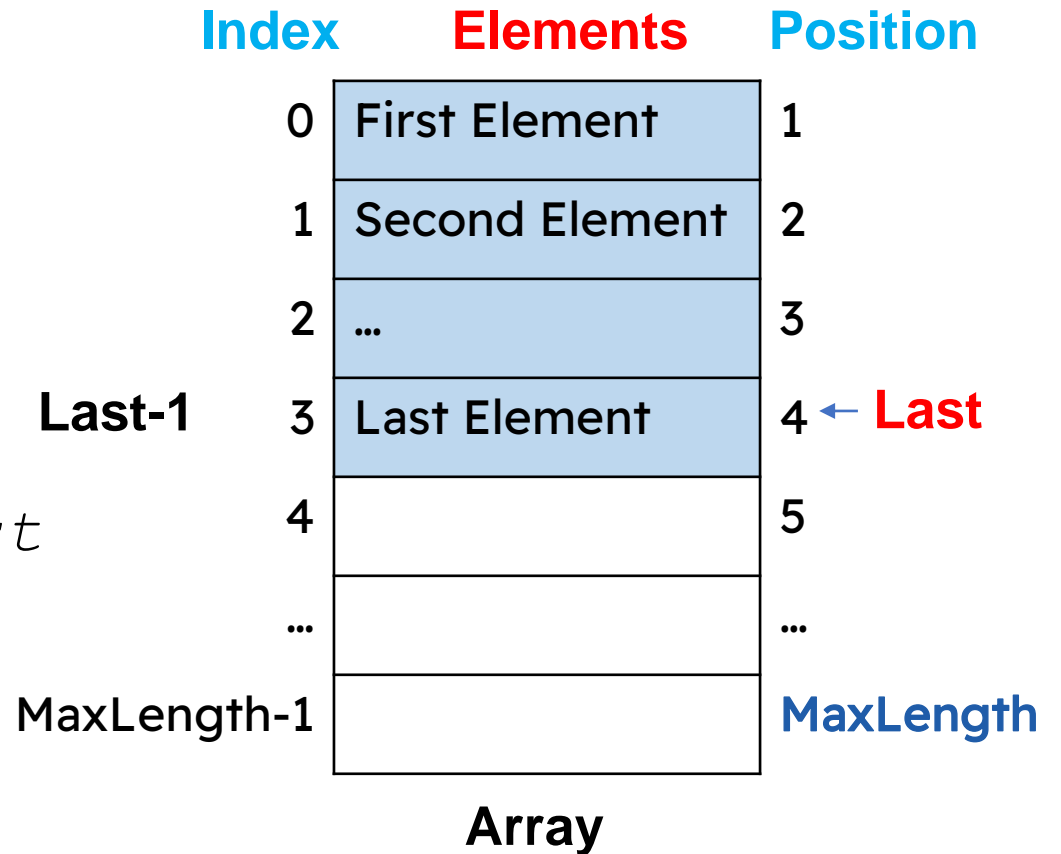 Index Elements Position
0 First Element 1
1 Second Element 2
2 ... 3
Last-1 3 Last Element 4 ← Last
4 5
... ...
MaxLength-1 MaxLength
Array